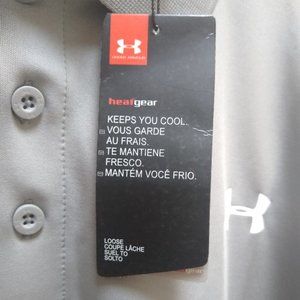 UNDER ARMOUR
heatgear
KEEPS YOU COOL.
VOUS GARDE
AU FRAIS.
TE MANTIENE
FRESCO.
MANTÉM VOCÊ FRIO.
LOOSE
COUPE LÂCHE
SUELTO
SOLTO